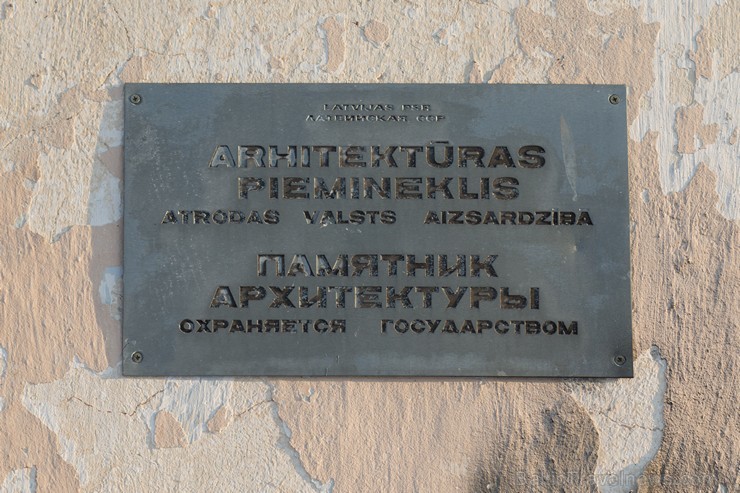 LATVIJAS PSR
ЛАТВИЙСКАЯ ССР
ARHITEKTŪRAS
PIEMINEKLIS
ATRODAS VALSTS AIZSARDZĪBĀ
ПАМЯТНИК
АРХИТЕКТУРЫ
ОХРАНЯЕТСЯ ГОСУДАРСТВОМ